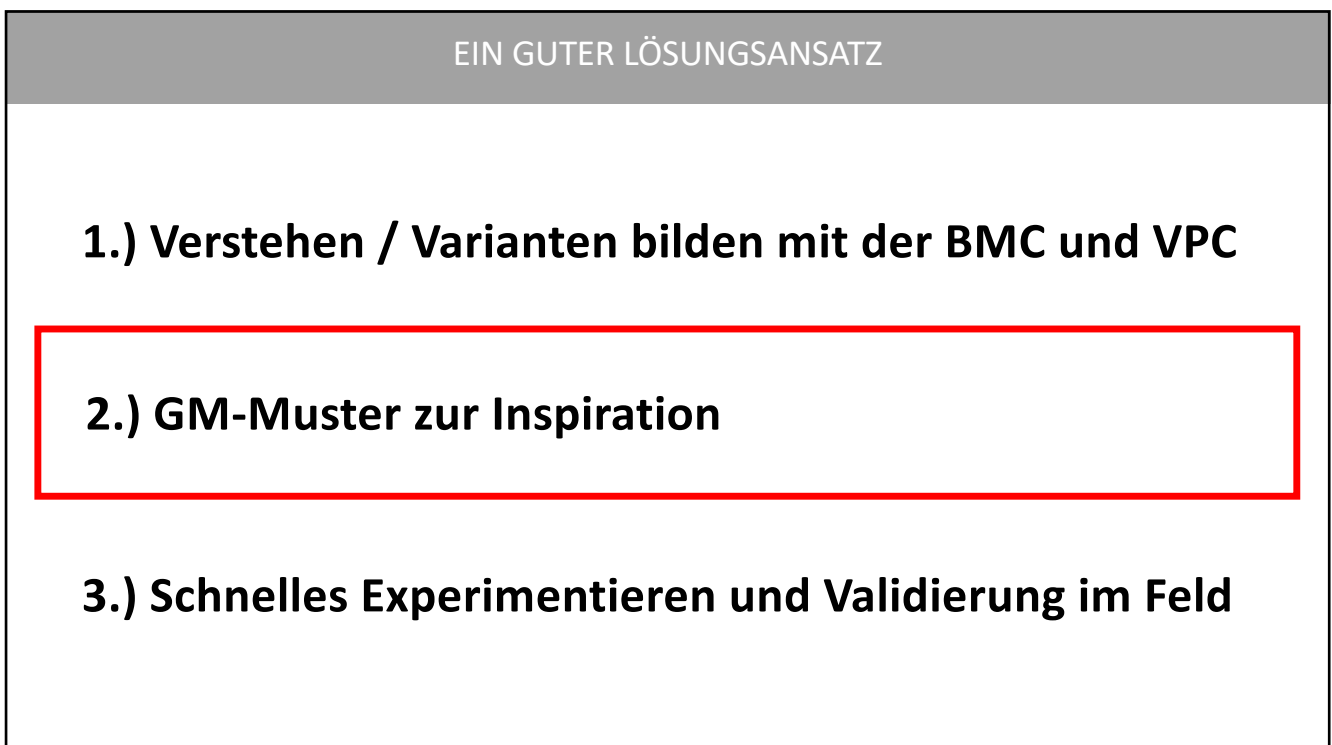 EIN GUTER LÖSUNGSANSATZ
1.) Verstehen / Varianten bilden mit der BMC und VPC
2.) GM-Muster zur Inspiration
3.) Schnelles Experimentieren und Validierung im Feld